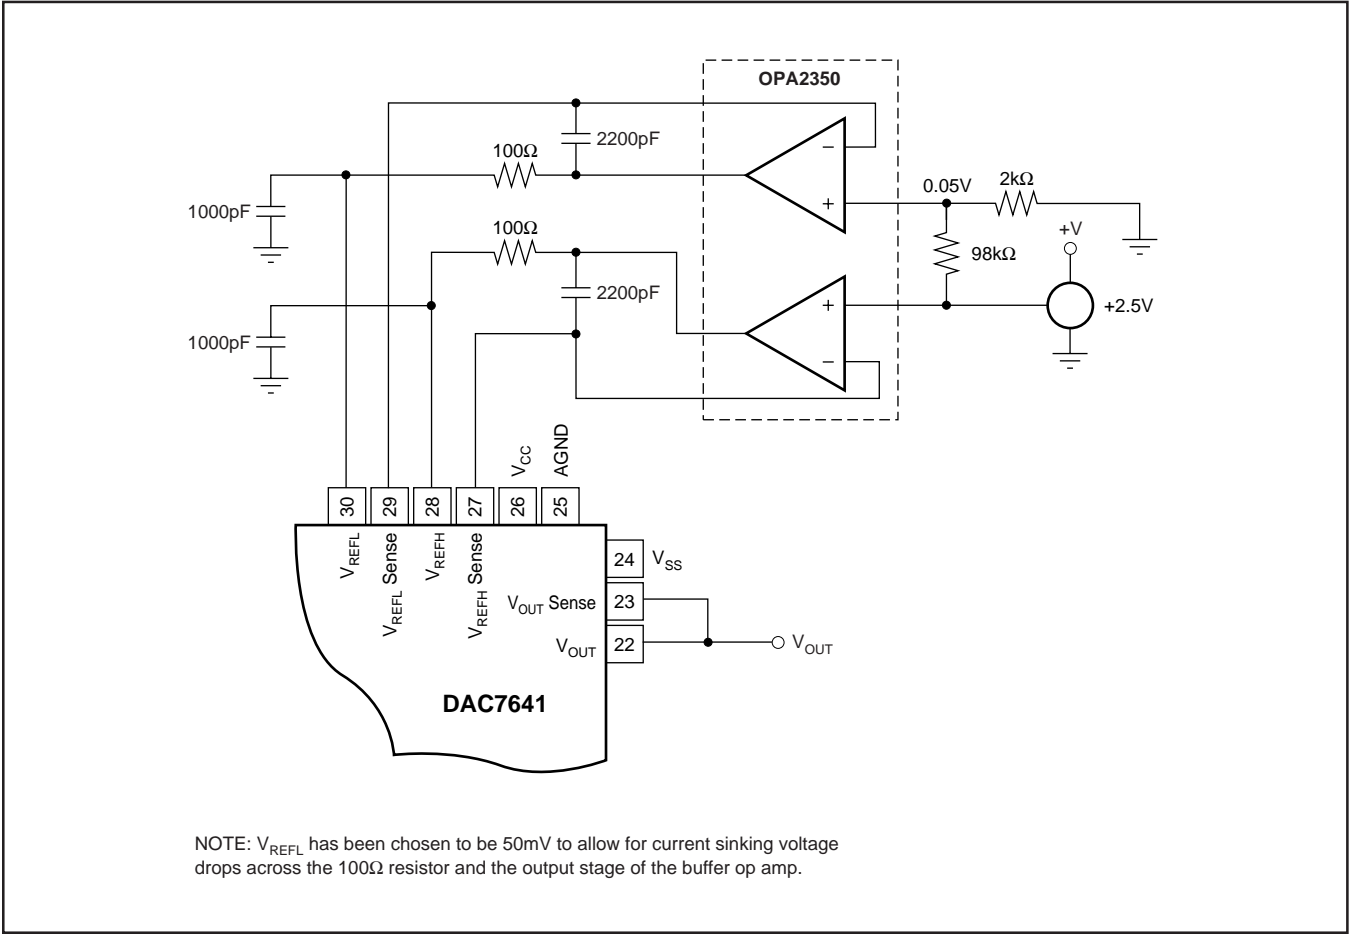 OPA2350
2200pF
100Ω
1000pF
0.05V
2kΩ
100Ω
+V
98kΩ
2200pF
+2.5V
1000pF
VCC
AGND
30
29
28
27
26
25
VREFL
VREFL Sense
VREFH
VREFH Sense
24
VSS
VOUT Sense
23
VOUT
22
VOUT
DAC7641
NOTE: VREFL has been chosen to be 50mV to allow for current sinking voltage
drops across the 100Ω resistor and the output stage of the buffer op amp.